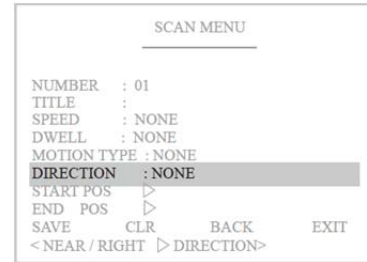 SCAN MENU
NUMBER : 01
TITLE :
SPEED : NONE
DWELL : NONE
MOTION TYPE : NONE
DIRECTION : NONE
START POS ▷
END POS ▷
SAVE CLR BACK EXIT
< NEAR / RIGHT ▷ DIRECTION>